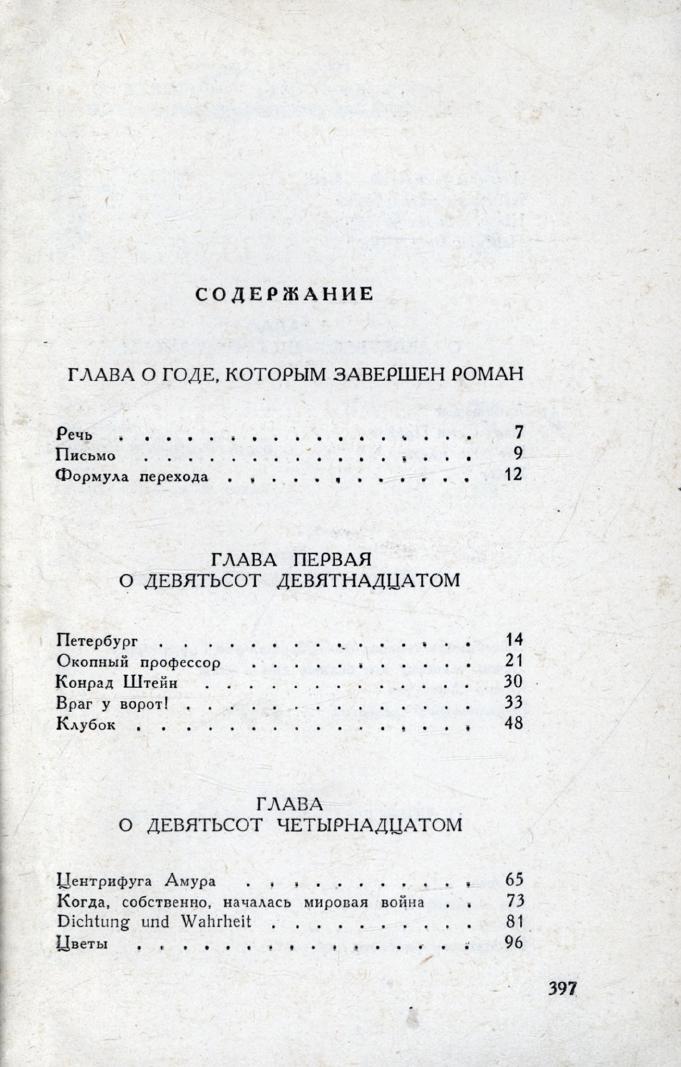 СОДЕРЖАНИЕ
ГЛАВА О ГОДЕ, КОТОРЫМ ЗАВЕРШЕН РОМАН
Речь . . . . . . . . . . . . . . . . 7
Письмо . . . . . . . . . . . . . . . 9
Формула перехода . . . . . . . . . . . 12
ГЛАВА ПЕРВАЯ
О ДЕВЯТЬСОТ ДЕВЯТНАДЦАТОМ
Петербург . . . . . . . . . . . . . . 14
Окопный профессор . . . . . . . . . . 21
Конрад Штейн . . . . . . . . . . . . 30
Враг у ворот! . . . . . . . . . . . . . 33
Клубок . . . . . . . . . . . . . . . 48
ГЛАВА
О ДЕВЯТЬСОТ ЧЕТЫРНАДЦАТОМ
Центрифуга Амура . . . . . . . . . . 65
Когда, собственно, началась мировая война . . 73
Dichtung und Wahrheit . . . . . . . . . 81
Цветы . . . . . . . . . . . . . . . 96
397